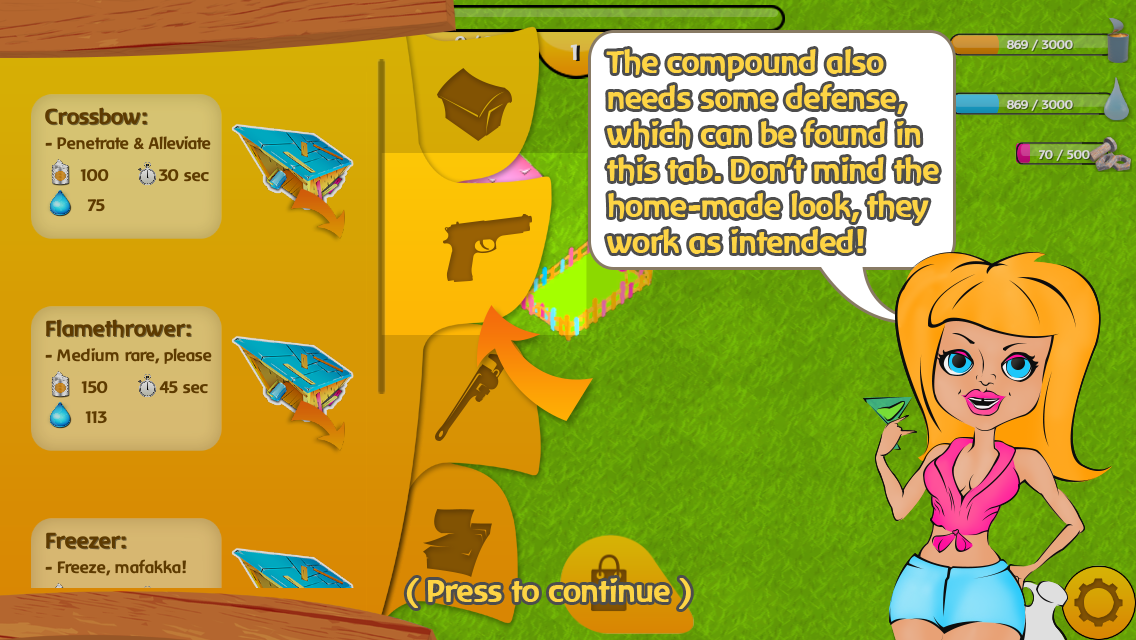 Crossbow:
- Penetrate & Alleviate
100 30 sec
75
Flamethrower:
- Medium rare, please
150 45 sec
113
Freezer:
- Freeze, mafakka!
1
The compound also
needs some defense,
which can be found in
this tab. Don't mind the
home-made look, they
work as intended!
869 / 3000
869 / 3000
70 / 500
( Press to continue )